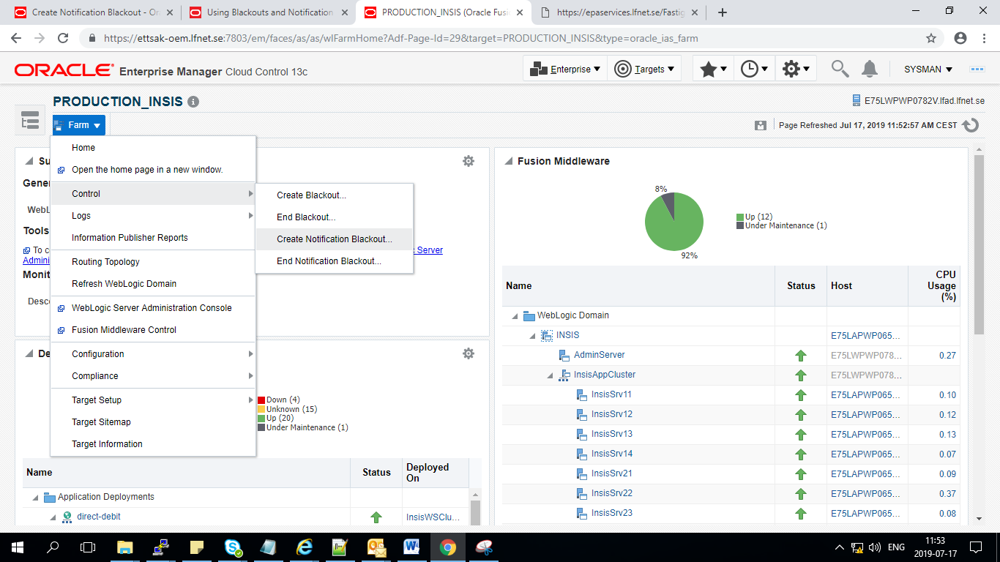 Create Notification Blackout - Or
Using Blackouts and Notification
PRODUCTION_INSIS (Oracle Fusi
https://epaservices.lfnet.se/Fastig
https://ettsak-oem.lfnet.se:7803/em/faces/as/as/wlFarmHome?Adf-Page-Id=29&target=PRODUCTION_INSIS&type=oracle_ias_farm
ORACLE Enterprise Manager Cloud Control 13c
Enterprise
Targets
SYSMAN
PRODUCTION_INSIS
E75LWPWP0782V.lfad.lfnet.se
Farm
Page Refreshed Jul 17, 2019 11:52:57 AM CEST
Home
Open the home page in a new window.
Control
Logs
Information Publisher Reports
Routing Topology
Refresh WebLogic Domain
WebLogic Server Administration Console
Fusion Middleware Control
Configuration
Compliance
Target Setup
Target Sitemap
Target Information
Create Blackout...
End Blackout...
Create Notification Blackout...
End Notification Blackout...
Su
Gener
WebL
Tools
To c
Server
Admini
Monit
Desc
De
Down (4)
Unknown (15)
Up (20)
Under Maintenance (1)
Name Status Deployed On
Application Deployments
direct-debit InsisWSClu...
Fusion Middleware
8%
92%
Up (12)
Under Maintenance (1)
Name Status Host CPU Usage (%)
WebLogic Domain
INSIS E75LAPWP065...
AdminServer E75LWPWP078... 0.27
InsisAppCluster E75LWPWP078...
InsisSrv11 E75LAPWP065... 0.10
InsisSrv12 E75LAPWP065... 0.12
InsisSrv13 E75LAPWP065... 0.13
InsisSrv14 E75LAPWP065... 0.07
InsisSrv21 E75LAPWP065... 0.09
InsisSrv22 E75LAPWP065... 0.37
InsisSrv23 E75LAPWP065... 0.08
ENG
11:53
2019-07-17